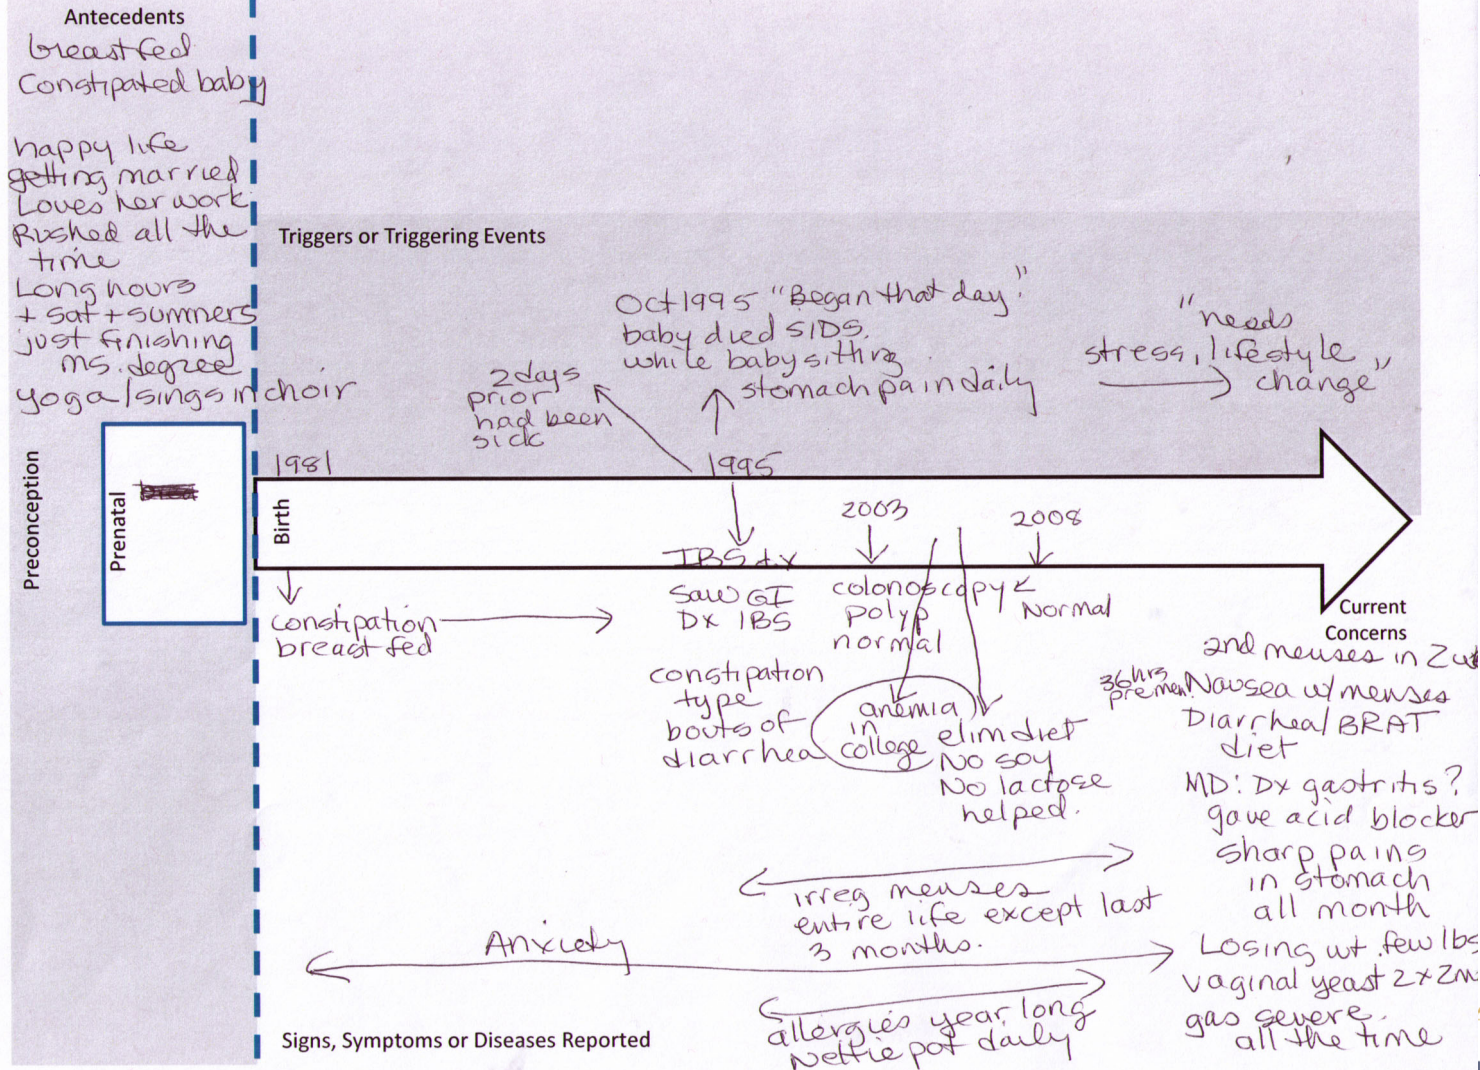 Antecedents
breastfed
Constipated baby
happy life
getting married
Loves her work
Rushed all the
time
Long hours
+ Sat + summers
just finishing
ms. degree
yoga/sings in choir
Triggers or Triggering Events
2 days
prior
had been
sick
Oct 1995 "Began that day".
baby died SIDS.
while babysitting
stomach pain daily
"needs
stress, lifestyle
change"
Preconception
Prenatal
Birth
1981
1995
2003
2008
IBS dx
Saw GI
DX IBS
constipation
breast fed
constipation
type
bouts of
diarrhea
colonoscopy
polyp
normal
Normal
anemia
in
college
elim diet
No soy
No lactose
helped.
irreg menses
entire life except last
3 months.
Anxiety
allergies year long
Nettie pot daily
Signs, Symptoms or Diseases Reported
Current
Concerns
2nd menses in 2
36 hrs
premen.
Nausea w/ menses
Diarrhea/BRAT
diet
MD: Dx gastritis?
gave acid blocker
sharp pains
in stomach
all month
Losing wt. few lbs
vaginal yeast 2x2m
gas severe.
all the time